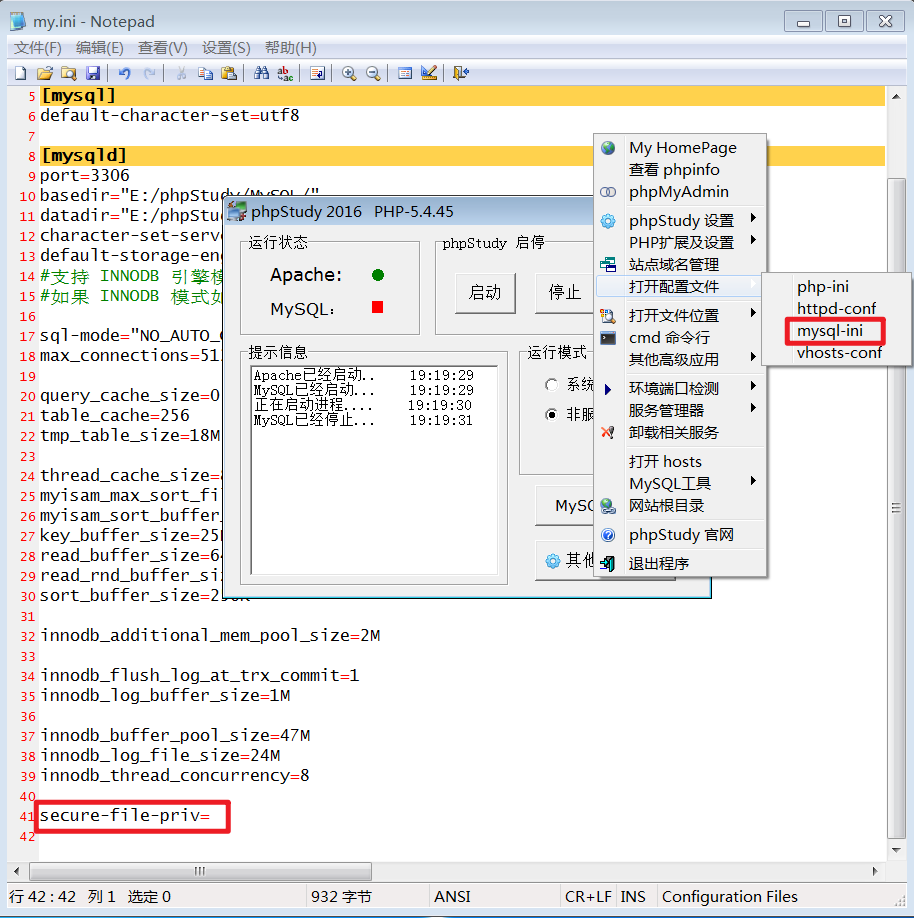 my.ini - Notepad
文件(F) 编辑(E) 查看(V) 设置(S) 帮助(H)
5 [mysql]
6 default-character-set=utf8
7
8 [mysqld]
9 port=3306
10 basedir="E:/phpStudy/MySQL/"
11 datadir="E:/phpStud
12 character-set-serv
13 default-storage-en
14 #支持 INNODB 引擎模
15 #如果 INNODB 模式如
16
17 sql-mode="NO_AUTO_
18 max_connections=51
19
20 query_cache_size=0
21 table_cache=256
22 tmp_table_size=18M
23
24 thread_cache_size=
25 myisam_max_sort_fi
26 myisam_sort_buffer_
27 key_buffer_size=25
28 read_buffer_size=64
29 read_rnd_buffer_si
30 sort_buffer_size=256K
31
32 innodb_additional_mem_pool_size=2M
33
34 innodb_flush_log_at_trx_commit=1
35 innodb_log_buffer_size=1M
36
37 innodb_buffer_pool_size=47M
38 innodb_log_file_size=24M
39 innodb_thread_concurrency=8
40
41 secure-file-priv=
42
phpStudy 2016 PHP-5.4.45
运行状态
Apache:
MySQL:
phpStudy 启停
启动
停止
提示信息
Apache已经启动.. 19:19:29
MySQL已经启动... 19:19:29
正在启动进程.... 19:19:30
MySQL已经停止... 19:19:31
运行模式
系统
非服
MySQ
其他
My HomePage
查看 phpinfo
phpMyAdmin
phpStudy 设置
PHP扩展及设置
站点域名管理
打开配置文件
打开文件位置
cmd 命令行
其他高级应用
环境端口检测
服务管理器
卸载相关服务
打开 hosts
MySQL工具
网站根目录
phpStudy 官网
退出程序
php-ini
httpd-conf
mysql-ini
vhosts-conf
行 42 : 42 列 1 选定 0 932 字节 ANSI CR+LF INS Configuration Files